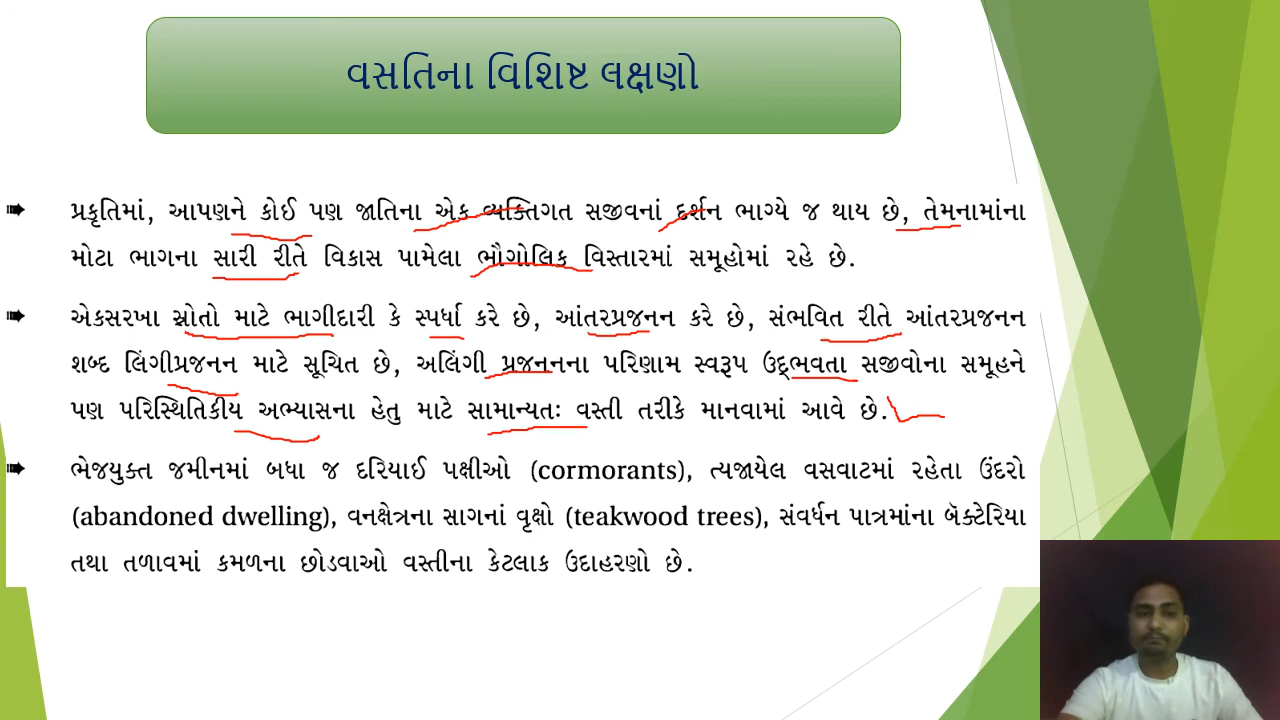 વસતિના વિશિષ્ટ લક્ષણો
પ્રકૃતિમાં, આપણને કોઈ પણ જાતિના એક વ્યક્તિગત સજીવનાં દર્શન ભાગ્યે જ થાય છે, તેમનામાંના
મોટા ભાગના સારી રીતે વિકાસ પામેલા ભૌગોલિક વિસ્તારમાં સમૂહોમાં રહે છે.
એકસરખા સ્રોતો માટે ભાગીદારી કે સ્પર્ધા કરે છે, આંતરપ્રજનન કરે છે, સંભવિત રીતે આંતરપ્રજનન
શબ્દ લિંગીપ્રજનન માટે સૂચિત છે, અલિંગી પ્રજનનના પરિણામ સ્વરૂપ ઉદ્ભવતા સજીવોના સમૂહને
પણ પરિસ્થિતિકીય અભ્યાસના હેતુ માટે સામાન્યતઃ વસ્તી તરીકે માનવામાં આવે છે.
ભેજયુક્ત જમીનમાં બધા જ દરિયાઈ પક્ષીઓ (cormorants), ત્યજાયેલ વસવાટમાં રહેતા ઉંદરો
(abandoned dwelling), વનક્ષેત્રના સાગનાં વૃક્ષો (teakwood trees), સંવર્ધન પાત્રમાંના બૅક્ટેરિયા
તથા તળાવમાં કમળના છોડવાઓ વસ્તીના કેટલાક ઉદાહરણો છે.